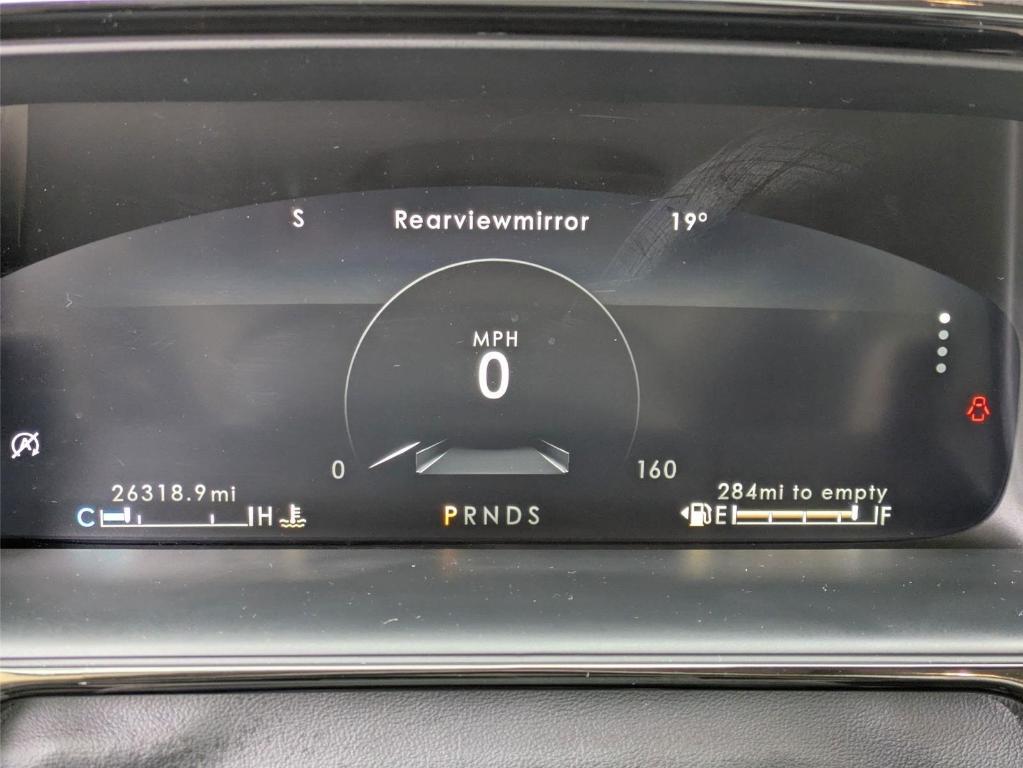 S Rearviewmirror 19°
MPH
0
0 160
26318.9mi 284mi to empty
C H PRNDS E F